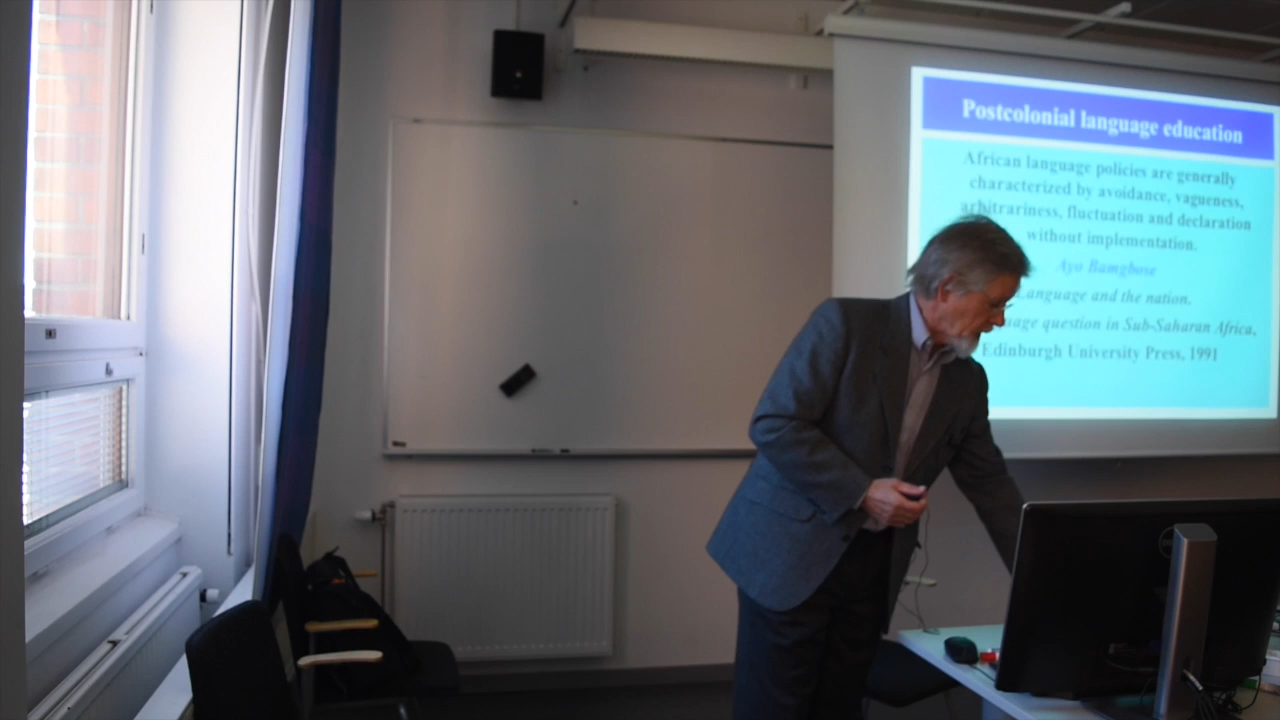 Postcolonial language education
African language policies are generally
characterized by avoidance, vagueness,
arbitrariness, fluctuation and declaration
without implementation.
Ayo Bamgbose
Language and the nation.
question in Sub-Saharan Africa,
Edinburgh University Press, 1991